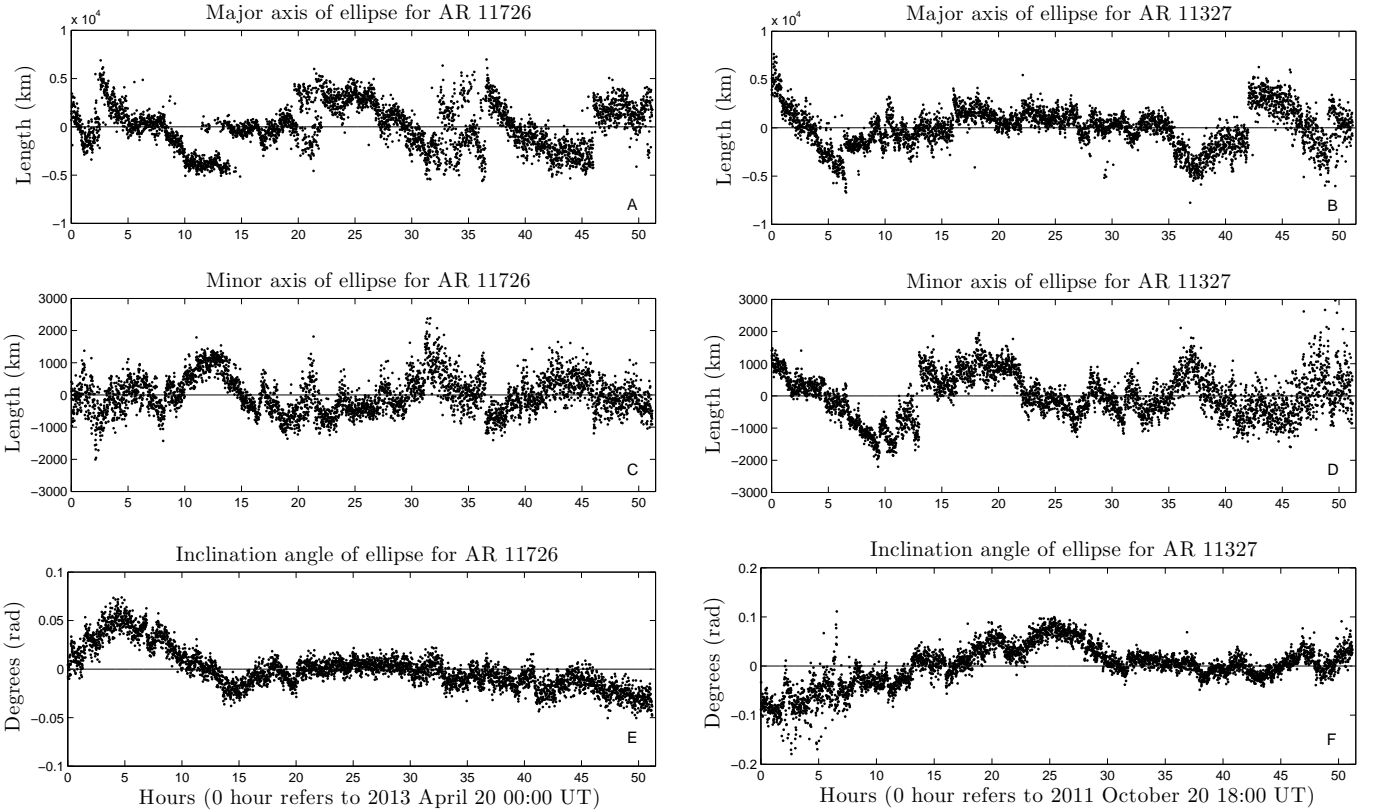 Major axis of ellipse for AR 11726
x 10⁴
1
0.5
0
−0.5
−1
Length (km)
A
0 5 10 15 20 25 30 35 40 45 50
Major axis of ellipse for AR 11327
x 10⁴
1
0.5
0
−0.5
−1
Length (km)
B
0 5 10 15 20 25 30 35 40 45 50
Minor axis of ellipse for AR 11726
3000
2000
1000
0
−1000
−2000
−3000
Length (km)
C
0 5 10 15 20 25 30 35 40 45 50
Minor axis of ellipse for AR 11327
3000
2000
1000
0
−1000
−2000
−3000
Length (km)
D
0 5 10 15 20 25 30 35 40 45 50
Inclination angle of ellipse for AR 11726
0.1
0.05
0
−0.05
−0.1
Degrees (rad)
E
0 5 10 15 20 25 30 35 40 45 50
Hours (0 hour refers to 2013 April 20 00:00 UT)
Inclination angle of ellipse for AR 11327
0.2
0.1
0
−0.1
−0.2
Degrees (rad)
F
0 5 10 15 20 25 30 35 40 45 50
Hours (0 hour refers to 2011 October 20 18:00 UT)